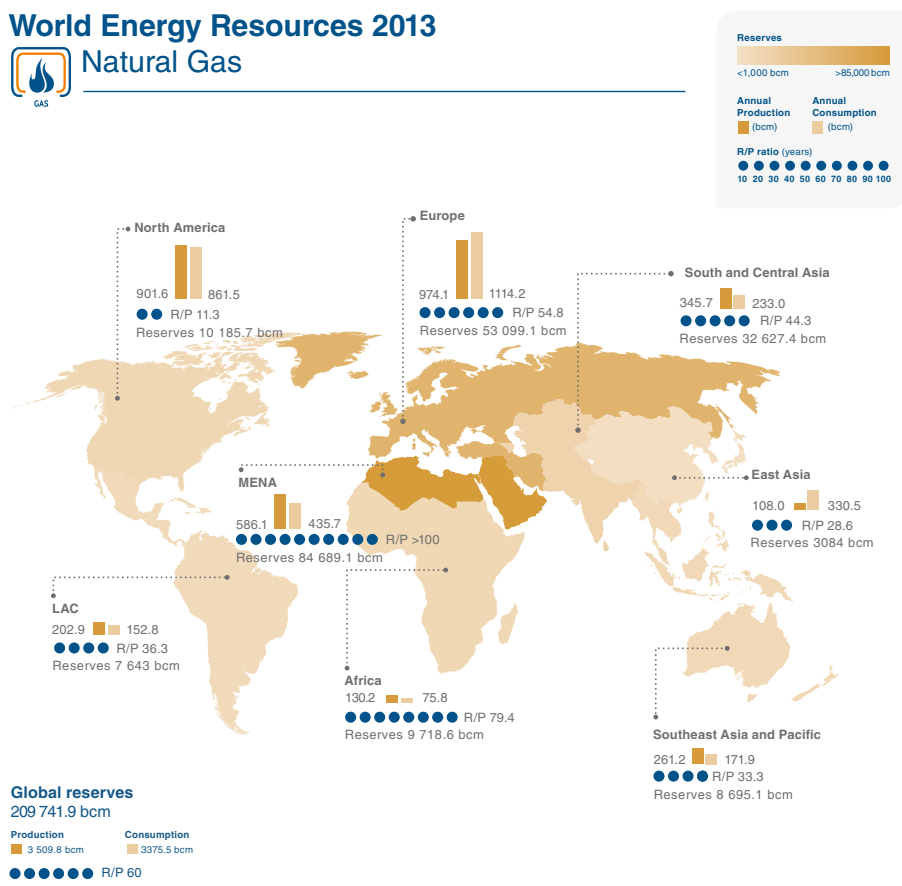 World Energy Resources 2013
Natural Gas
GAS
Reserves
<1,000 bcm >85,000 bcm
Annual Production (bcm)
Annual Consumption (bcm)
R/P ratio (years)
10 20 30 40 50 60 70 80 90 100
North America
901.6 861.5
R/P 11.3
Reserves 10 185.7 bcm
Europe
974.1 1114.2
R/P 54.8
Reserves 53 099.1 bcm
South and Central Asia
345.7 233.0
R/P 44.3
Reserves 32 627.4 bcm
MENA
586.1 435.7
R/P >100
Reserves 84 689.1 bcm
East Asia
108.0 330.5
R/P 28.6
Reserves 3084 bcm
LAC
202.9 152.8
R/P 36.3
Reserves 7 643 bcm
Africa
130.2 75.8
R/P 79.4
Reserves 9 718.6 bcm
Southeast Asia and Pacific
261.2 171.9
R/P 33.3
Reserves 8 695.1 bcm
Global reserves
209 741.9 bcm
Production Consumption
3 509.8 bcm 3375.5 bcm
R/P 60